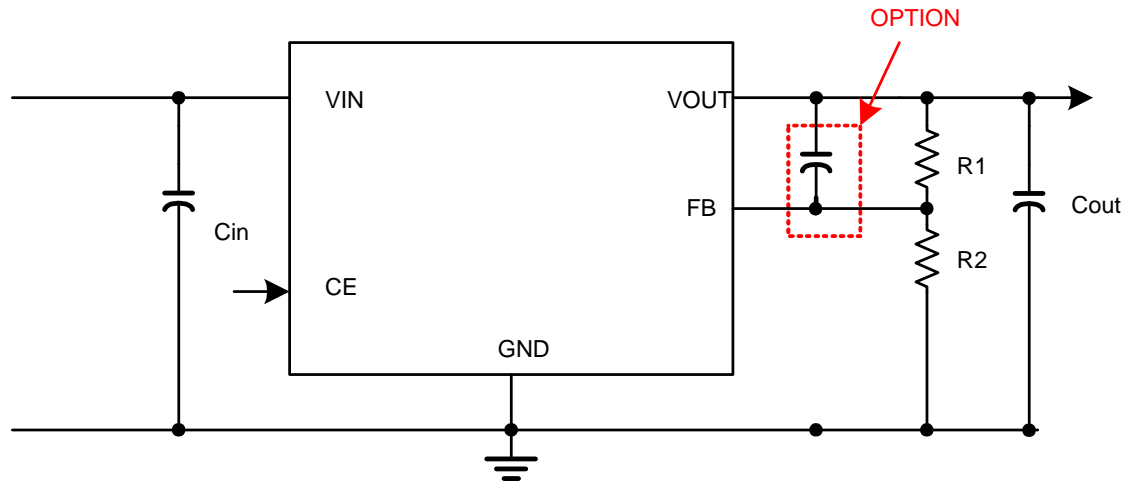 OPTION
VIN
VOUT
R1
FB
Cin
Cout
R2
CE
GND